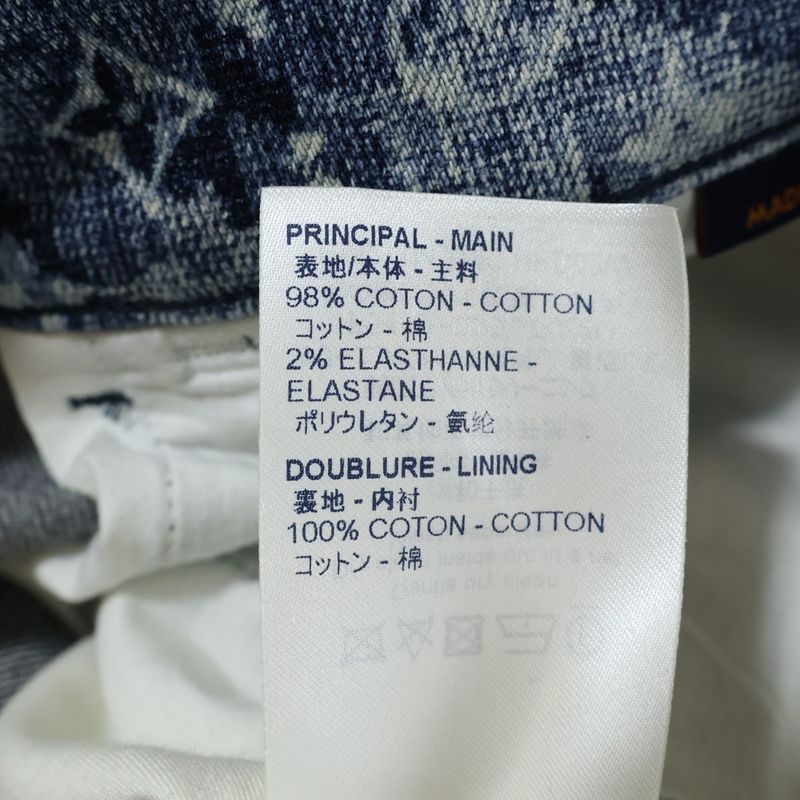 MAD
PRINCIPAL - MAIN
表地/本体 - 主料
98% COTON - COTTON
コットン - 棉
2% ELASTHANNE -
ELASTANE
ポリウレタン - 氨纶
DOUBLURE - LINING
裏地 - 内衬
100% COTON - COTTON
コットン - 棉